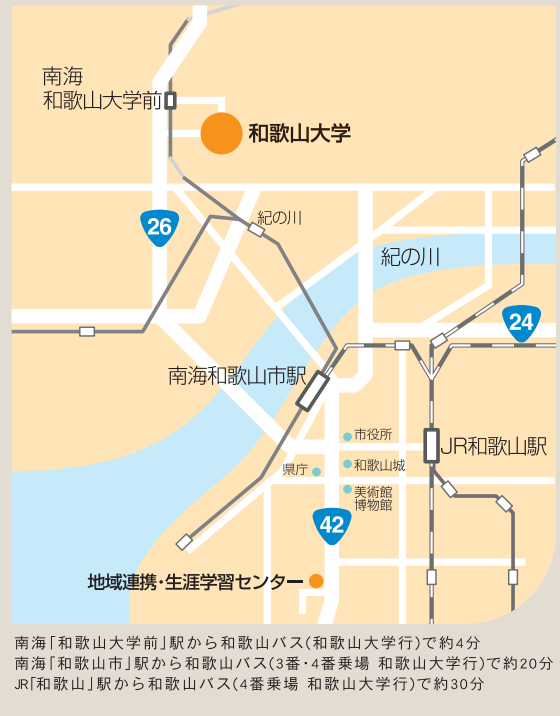 南海
和歌山大学前
和歌山大学
26
紀の川
紀の川
24
南海和歌山市駅
市役所
JR和歌山駅
県庁
和歌山城
美術館
博物館
42
地域連携・生涯学習センター
南海「和歌山大学前」駅から和歌山バス(和歌山大学行)で約4分
南海「和歌山市」駅から和歌山バス(3番・4番乗場 和歌山大学行)で約20分
JR「和歌山」駅から和歌山バス(4番乗場 和歌山大学行)で約30分